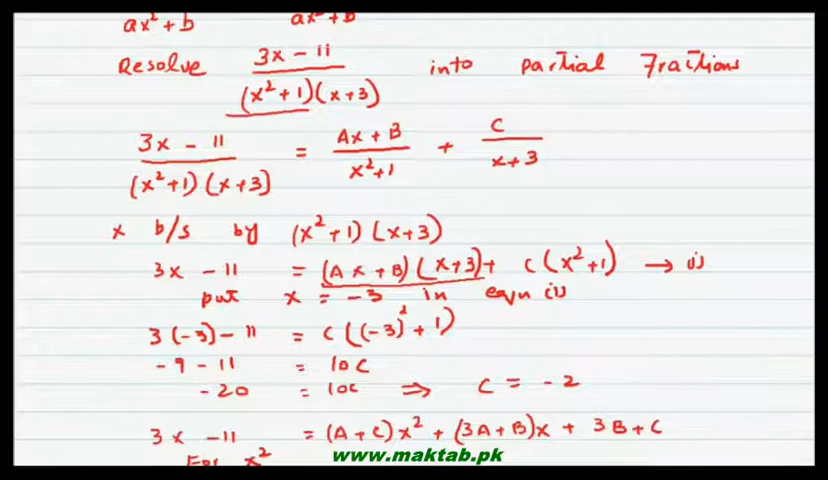 ax² + b ax² + b
Resolve 3x - 11 / (x² + 1)(x + 3) into partial Fractions
3x - 11 / (x² + 1)(x + 3) = Ax + B / x² + 1 + C / x + 3
x b/s by (x² + 1)(x + 3)
3x - 11 = (Ax + B)(x + 3) + C(x² + 1) → (i)
put x = -3 in eqn (i)
3(-3) - 11 = C((-3)² + 1)
-9 - 11 = 10C
-20 = 10C ⇒ C = -2
3x - 11 = (A + C)x² + (3A + B)x + 3B + C
For x²
www.maktab.pk